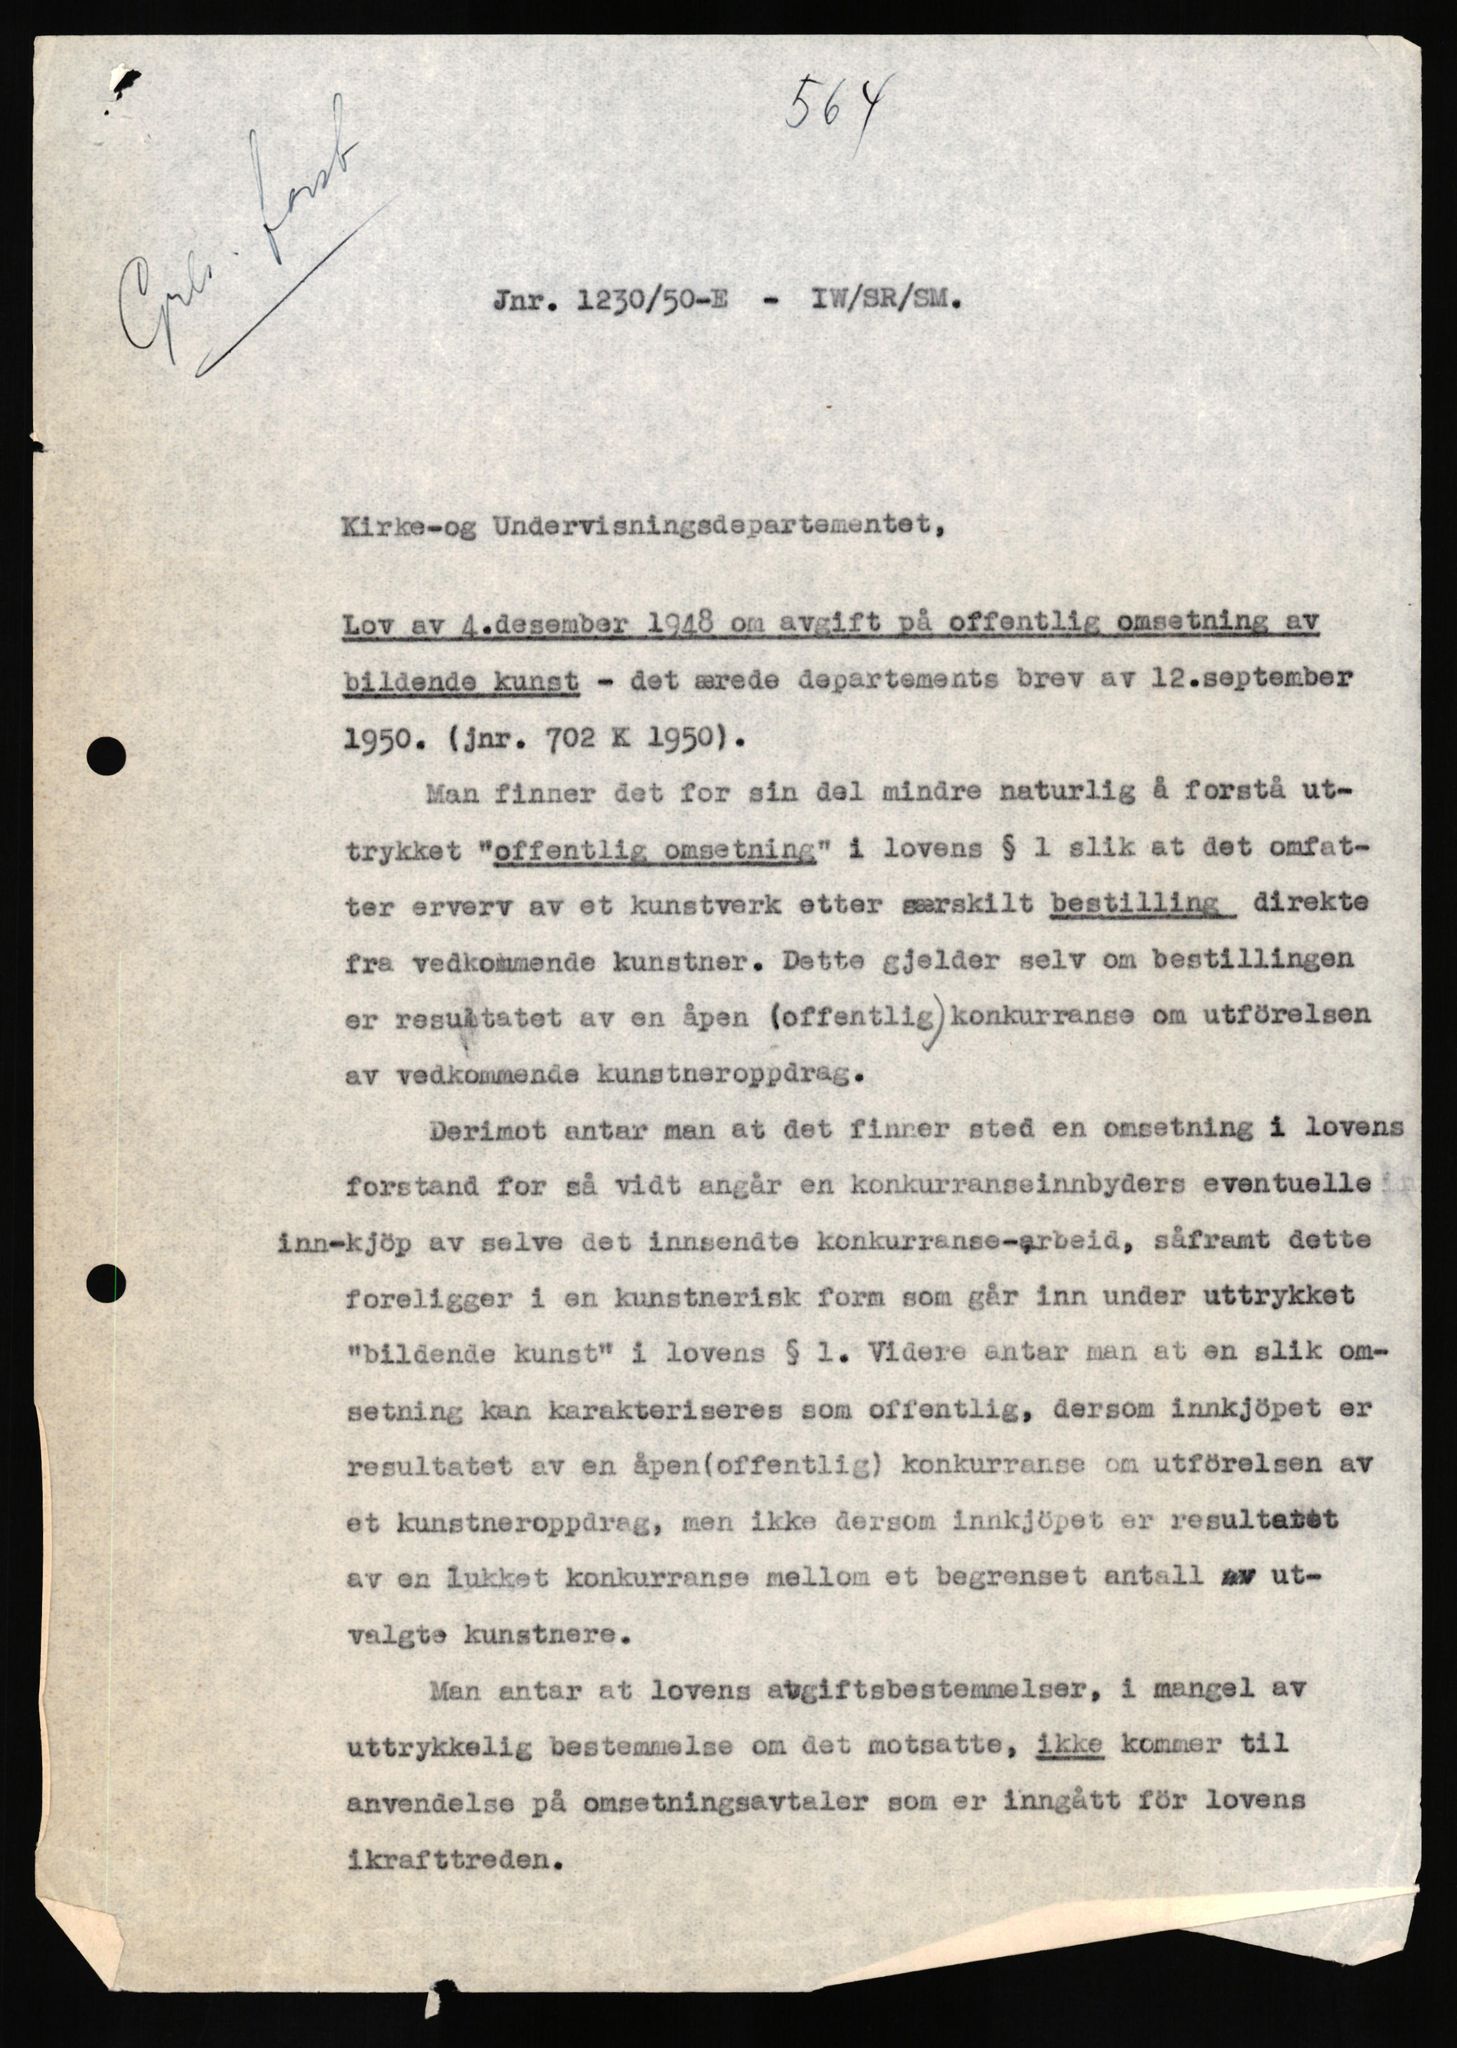 564
Jnr. 1230/50-E - IW/SR/SM.
Kirke-og Undervisningsdepartementet,
Lov av 4.desember 1948 om avgift på offentlig omsetning av
bildende kunst - det ærede departements brev av 12.september
1950. (jnr. 702 K 1950).
Man finner det for sin del mindre naturlig å forstå ut-
trykket "offentlig omsetning" i lovens § 1 slik at det omfat-
ter erverv av et kunstverk etter særskilt bestilling direkte
fra vedkommende kunstner. Dette gjelder selv om bestillingen
er resultatet av en åpen (offentlig) konkurranse om utförelsen
av vedkommende kunstneroppdrag.
Derimot antar man at det finner sted en omsetning i lovens
forstand for så vidt angår en konkurranseinnbyders eventuelle
inn-kjöp av selve det innsendte konkurranse-arbeid, såframt dette
foreligger i en kunstnerisk form som går inn under uttrykket
"bildende kunst" i lovens § 1. Videre antar man at en slik om-
setning kan karakteriseres som offentlig, dersom innkjöpet er
resultatet av en åpen(offentlig) konkurranse om utförelsen av
et kunstneroppdrag, men ikke dersom innkjöpet er resultatet
av en lukket konkurranse mellom et begrenset antall av ut-
valgte kunstnere.
Man antar at lovens avgiftsbestemmelser, i mangel av
uttrykkelig bestemmelse om det motsatte, ikke kommer til
anvendelse på omsetningsavtaler som er inngått för lovens
ikrafttreden.